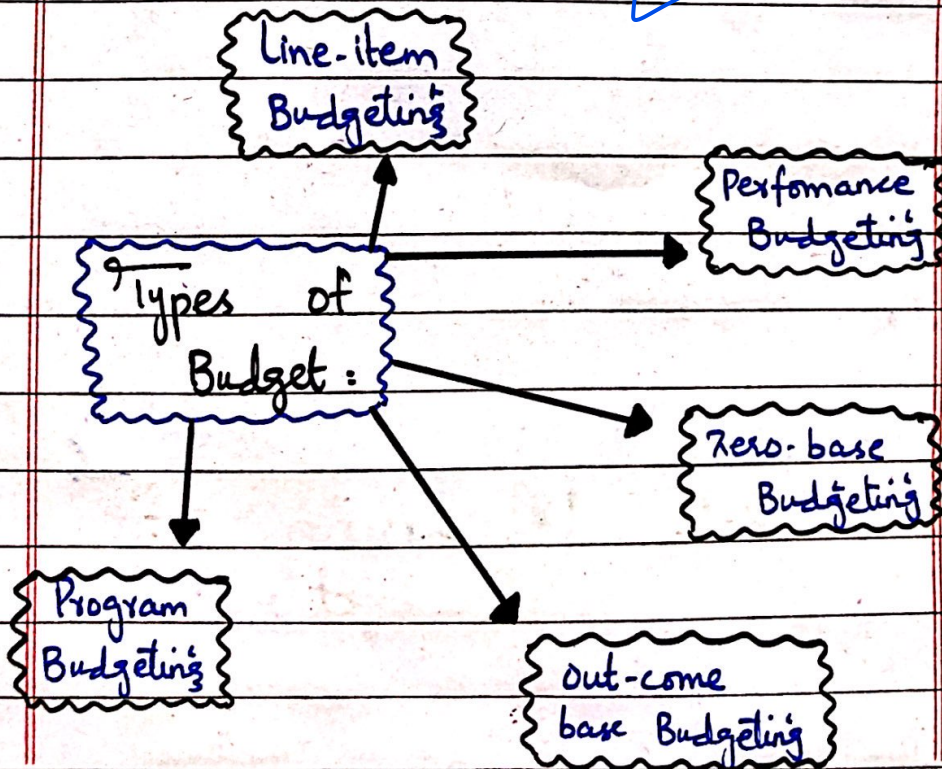 Line-item
Budgeting
Perfomance
Budgeting
Types of
Budget :
Zero-base
Budgeting
Program
Budgeting
out-come
base Budgeting